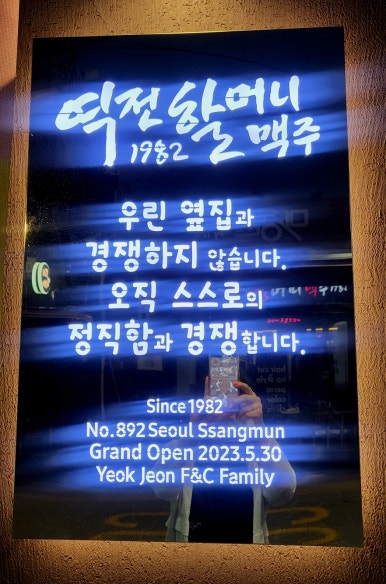 역전할머니
1982 맥주
우린 옆집과
경쟁하지 않습니다.
오직 스스로의
정직함과 경쟁합니다.
Since 1982
No.892 Seoul Ssangmun
Grand Open 2023.5.30
Yeok Jeon F&C Family